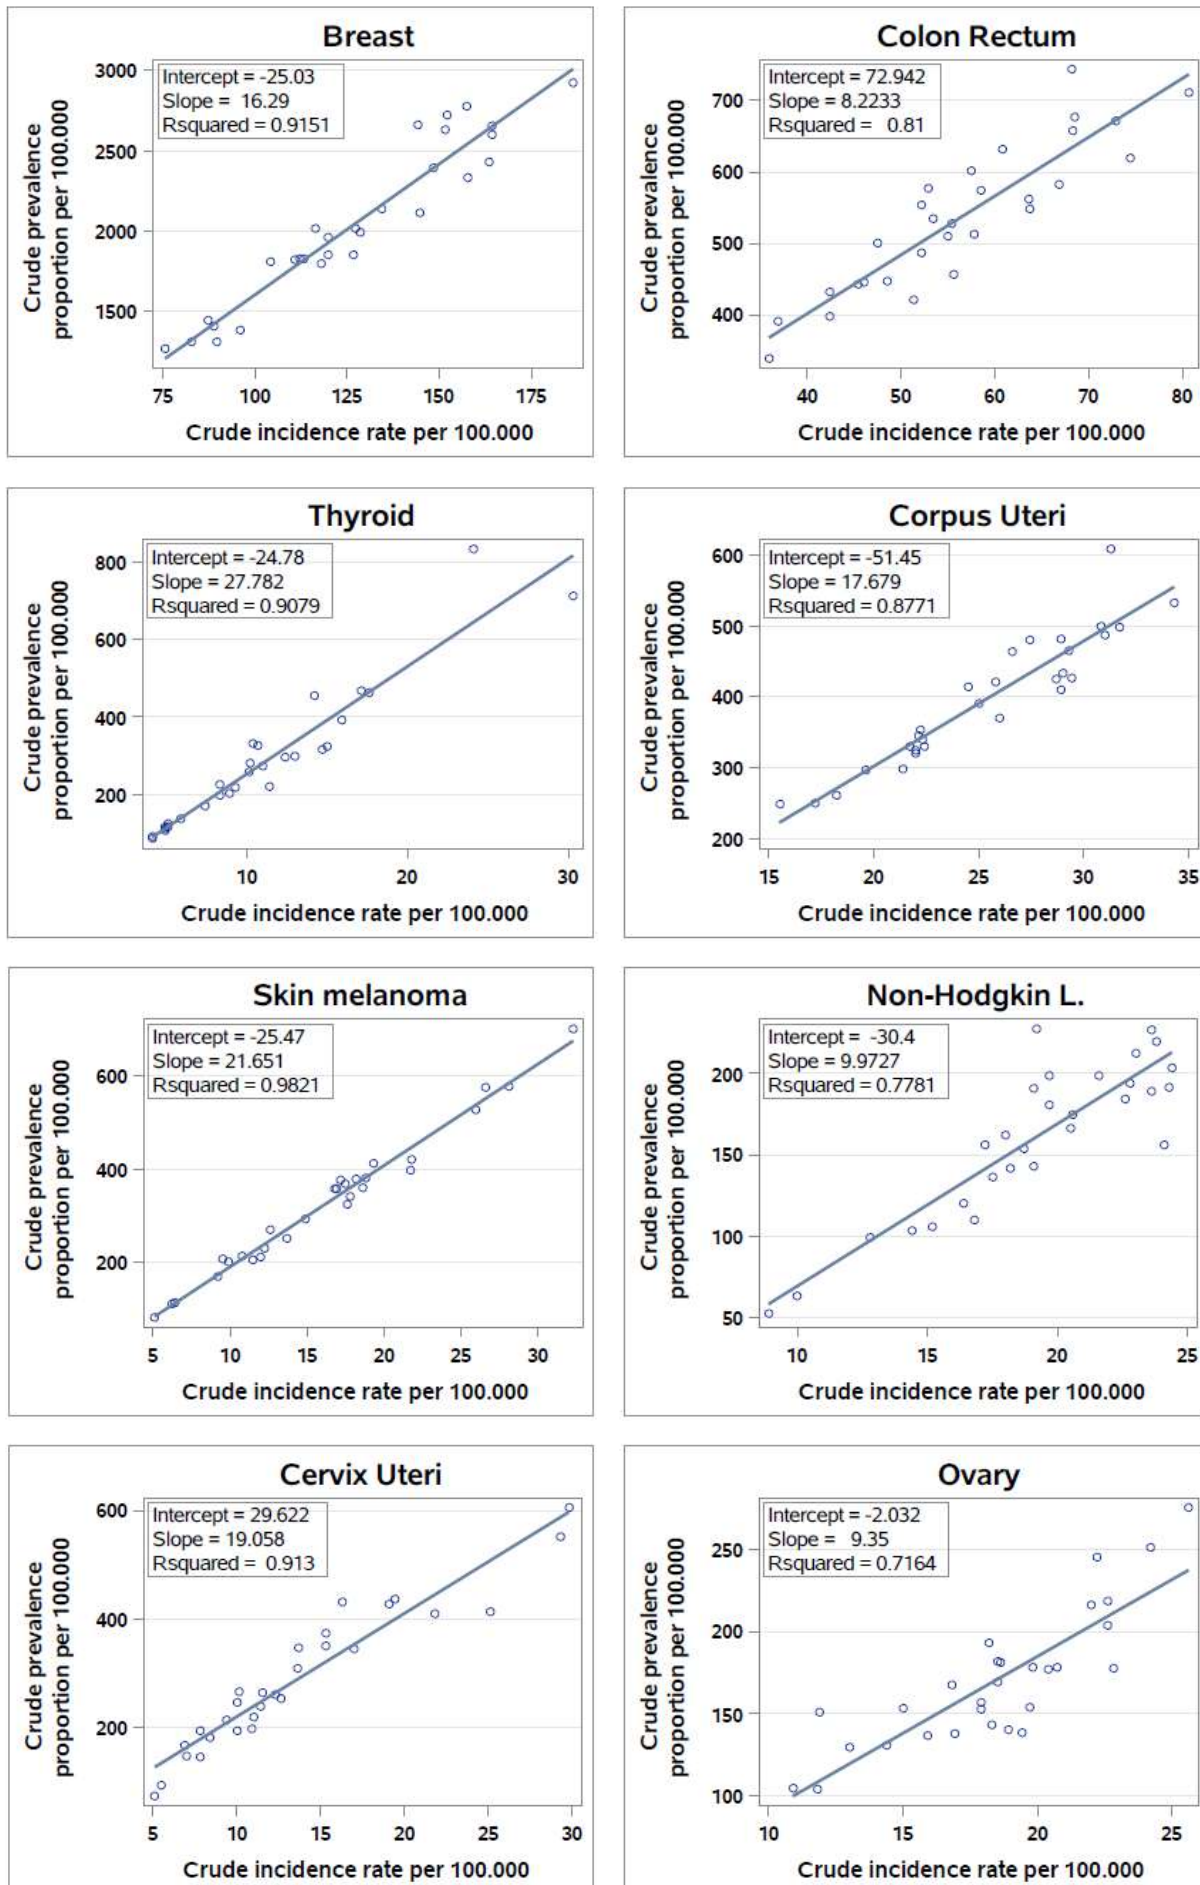 Breast
Crude prevalence
proportion per 100.000
Intercept = -25.03
Slope = 16.29
Rsquared = 0.9151
3000
2500
2000
1500
75 100 125 150 175
Crude incidence rate per 100.000
Colon Rectum
Crude prevalence
proportion per 100.000
Intercept = 72.942
Slope = 8.2233
Rsquared = 0.81
700
600
500
400
40 50 60 70 80
Crude incidence rate per 100.000
Thyroid
Crude prevalence
proportion per 100.000
Intercept = -24.78
Slope = 27.782
Rsquared = 0.9079
800
600
400
200
10 20 30
Crude incidence rate per 100.000
Corpus Uteri
Crude prevalence
proportion per 100.000
Intercept = -51.45
Slope = 17.679
Rsquared = 0.8771
600
500
400
300
200
15 20 25 30 35
Crude incidence rate per 100.000
Skin melanoma
Crude prevalence
proportion per 100.000
Intercept = -25.47
Slope = 21.651
Rsquared = 0.9821
600
400
200
5 10 15 20 25 30
Crude incidence rate per 100.000
Non-Hodgkin L.
Crude prevalence
proportion per 100.000
Intercept = -30.4
Slope = 9.9727
Rsquared = 0.7781
200
150
100
50
10 15 20 25
Crude incidence rate per 100.000
Cervix Uteri
Crude prevalence
proportion per 100.000
Intercept = 29.622
Slope = 19.058
Rsquared = 0.913
600
400
200
5 10 15 20 25 30
Crude incidence rate per 100.000
Ovary
Crude prevalence
proportion per 100.000
Intercept = -2.032
Slope = 9.35
Rsquared = 0.7164
250
200
150
100
10 15 20 25
Crude incidence rate per 100.000